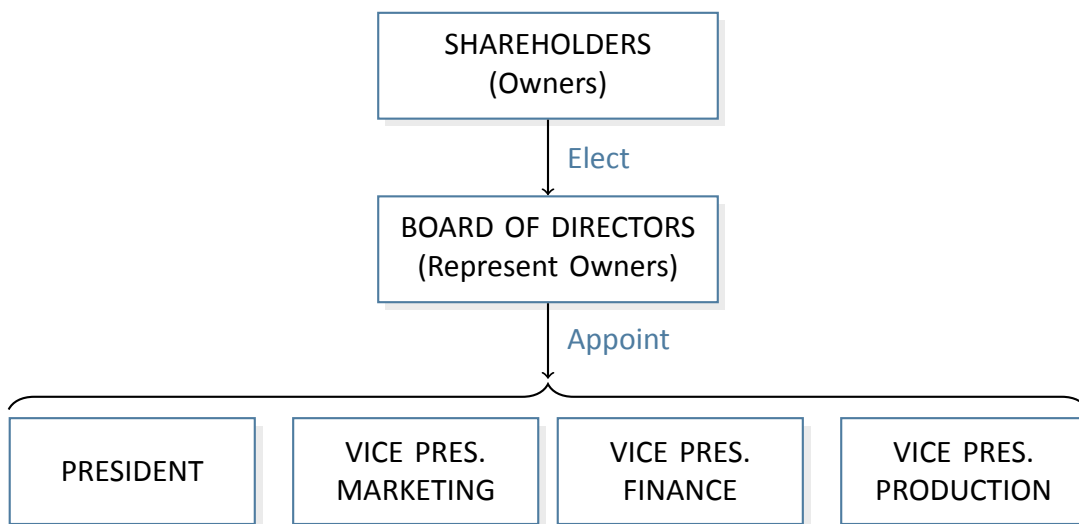 SHAREHOLDERS
(Owners)
Elect
BOARD OF DIRECTORS
(Represent Owners)
Appoint
PRESIDENT
VICE PRES.
MARKETING
VICE PRES.
FINANCE
VICE PRES.
PRODUCTION